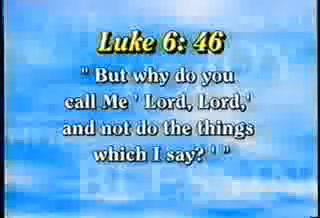 Luke 6: 46
" But why do you
call Me ' Lord, Lord,'
and not do the things
which I say? ' "